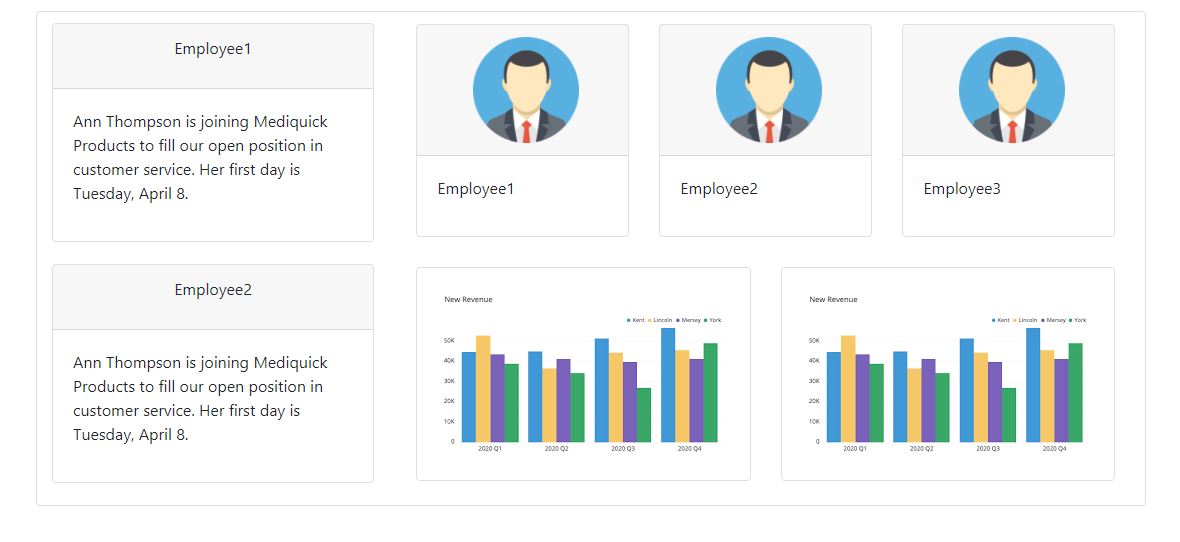 Employee1
Ann Thompson is joining Mediquick
Products to fill our open position in
customer service. Her first day is
Tuesday, April 8.
Employee2
Ann Thompson is joining Mediquick
Products to fill our open position in
customer service. Her first day is
Tuesday, April 8.
Employee1
Employee2
Employee3
New Revenue
Kent Lincoln Mersey York
50K
40K
30K
20K
10K
0
2020 Q1 2020 Q2 2020 Q3 2020 Q4
New Revenue
Kent Lincoln Mersey York
50K
40K
30K
20K
10K
0
2020 Q1 2020 Q2 2020 Q3 2020 Q4